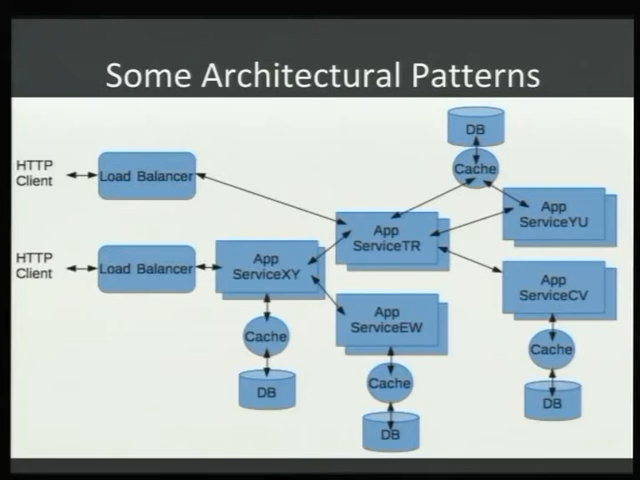 Some Architectural Patterns
HTTP
Client
Load Balancer
DB
Cache
App
ServiceYU
App
ServiceTR
HTTP
Client
Load Balancer
App
ServiceXY
App
ServiceCV
App
ServiceEW
Cache
DB
Cache
DB
Cache
DB